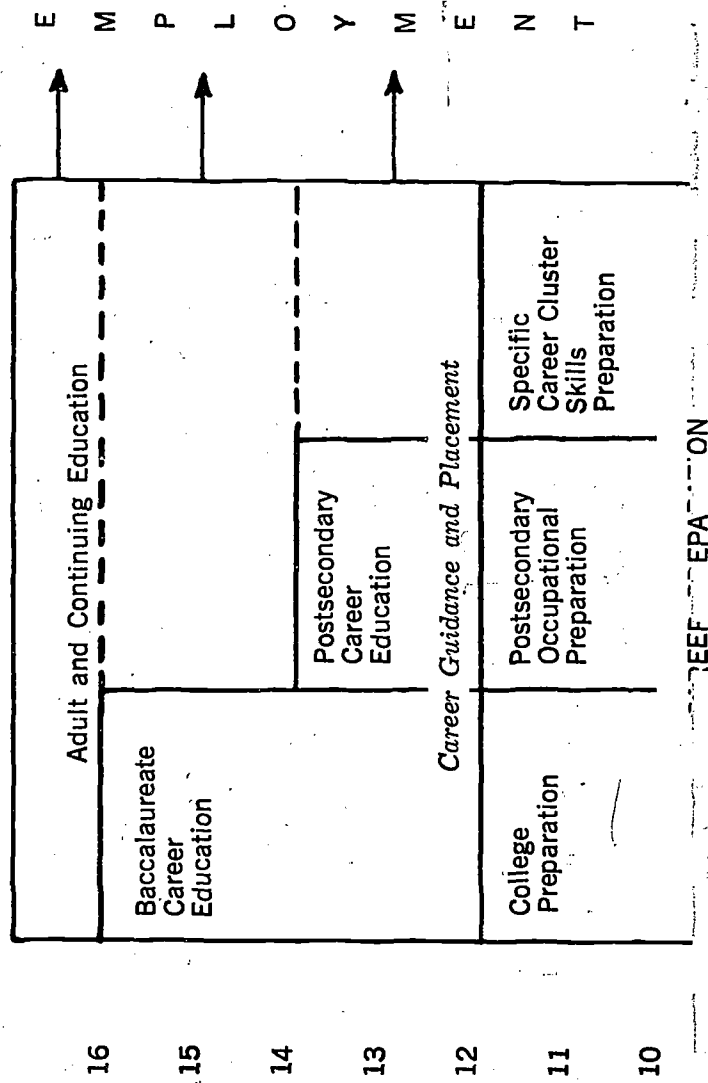 E
M
P
L
O
Y
M
E
N
T
Adult and Continuing Education
16
Baccalaureate
Career
Education
15
14
Postsecondary
Career
Education
13
Career Guidance and Placement
12
College
Preparation
Postsecondary
Occupational
Preparation
Specific
Career Cluster
Skills
Preparation
11
10